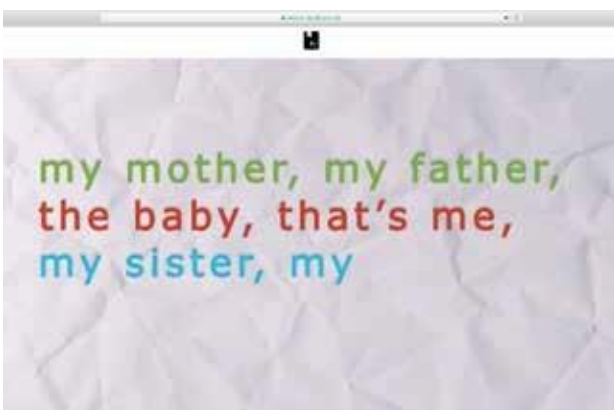 my mother, my father,
the baby, that's me,
my sister, my